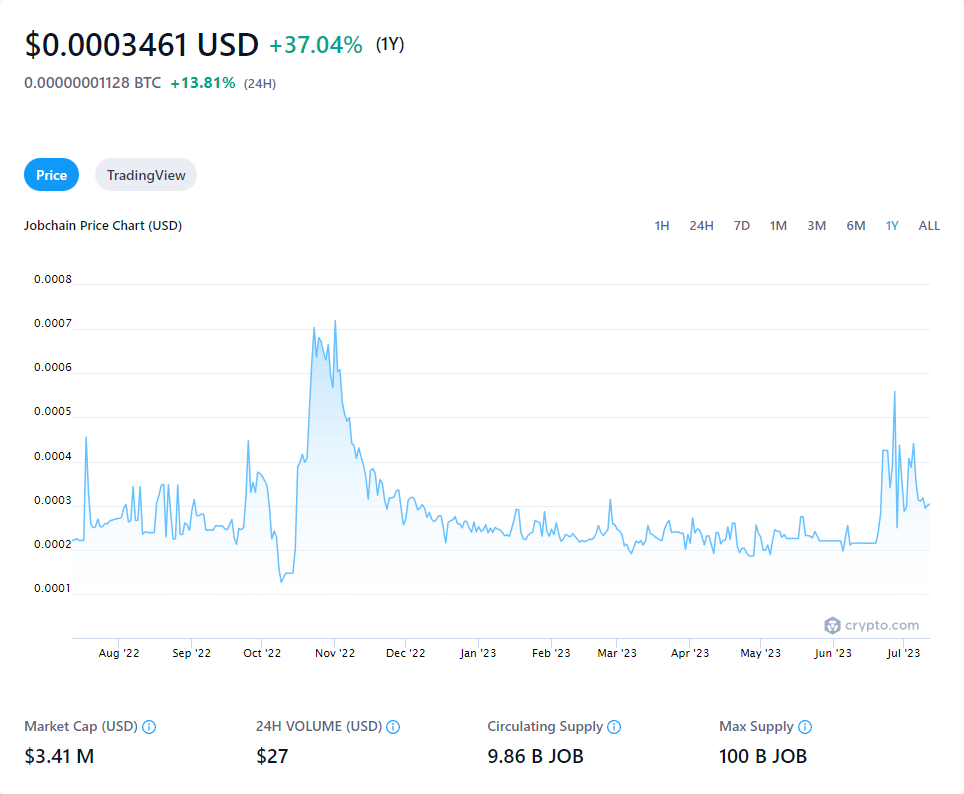 $0.0003461 USD +37.04% (1Y)
0.00000001128 BTC +13.81% (24H)
Price TradingView
Jobchain Price Chart (USD) 1H 24H 7D 1M 3M 6M 1Y ALL
0.0008
0.0007
0.0006
0.0005
0.0004
0.0003
0.0002
0.0001
crypto.com
Aug '22 Sep '22 Oct '22 Nov '22 Dec '22 Jan '23 Feb '23 Mar '23 Apr '23 May '23 Jun '23 Jul '23
Market Cap (USD) 24H VOLUME (USD) Circulating Supply Max Supply
$3.41 M $27 9.86 B JOB 100 B JOB